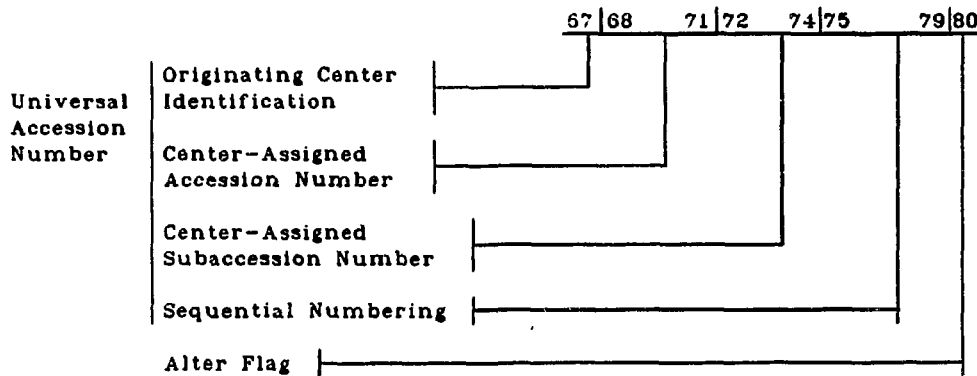 67|68 71|72 74|75 79|80
Originating Center
Identification
Universal
Accession
Number
Center-Assigned
Accession Number
Center-Assigned
Subaccession Number
Sequential Numbering
Alter Flag